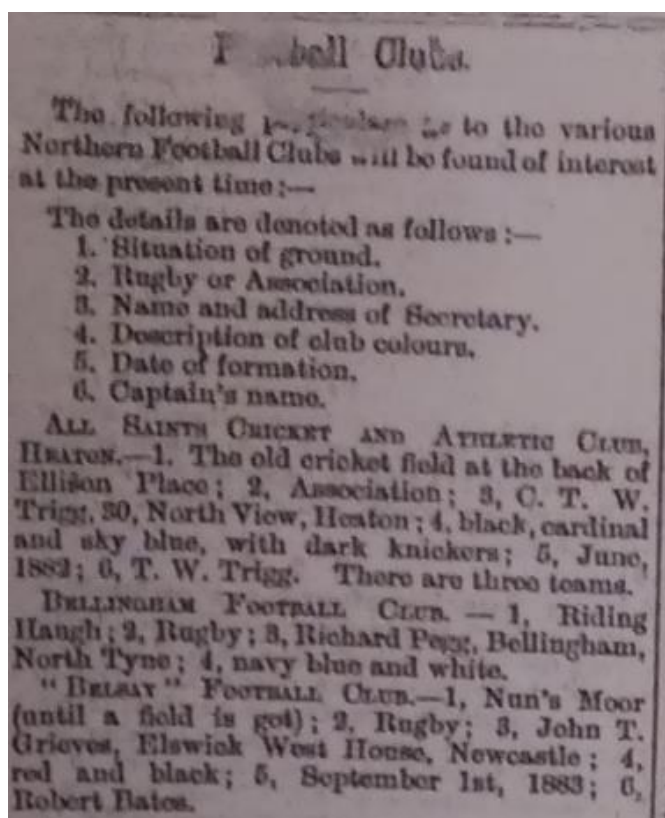 Football Clubs.
The following particulars as to the various
Northern Football Clubs will be found of interest
at the present time:—
The details are denoted as follows:—
1. Situation of ground.
2. Rugby or Association.
3. Name and address of Secretary.
4. Description of club colours.
5. Date of formation.
6. Captain's name.
ALL SAINTS CRICKET AND ATHLETIC CLUB,
HEATON.—1. The old cricket field at the back of
Ellison Place; 2, Association; 3, C. T. W.
Trigg, 30, North View, Heaton; 4, black, cardinal
and sky blue, with dark knickers; 5, June,
1882; 6, T. W. Trigg. There are three teams.
BELLINGHAM FOOTBALL CLUB.—1, Riding
Haugh; 2, Rugby; 3, Richard Pegg, Bellingham,
North Tyne; 4, navy blue and white.
"BELSAY" FOOTBALL CLUB.—1, Nun's Moor
(until a field is got); 2, Rugby; 3, John T.
Grieves, Elswick West House, Newcastle; 4,
red and black; 5, September 1st, 1883; 6,
Robert Bates.